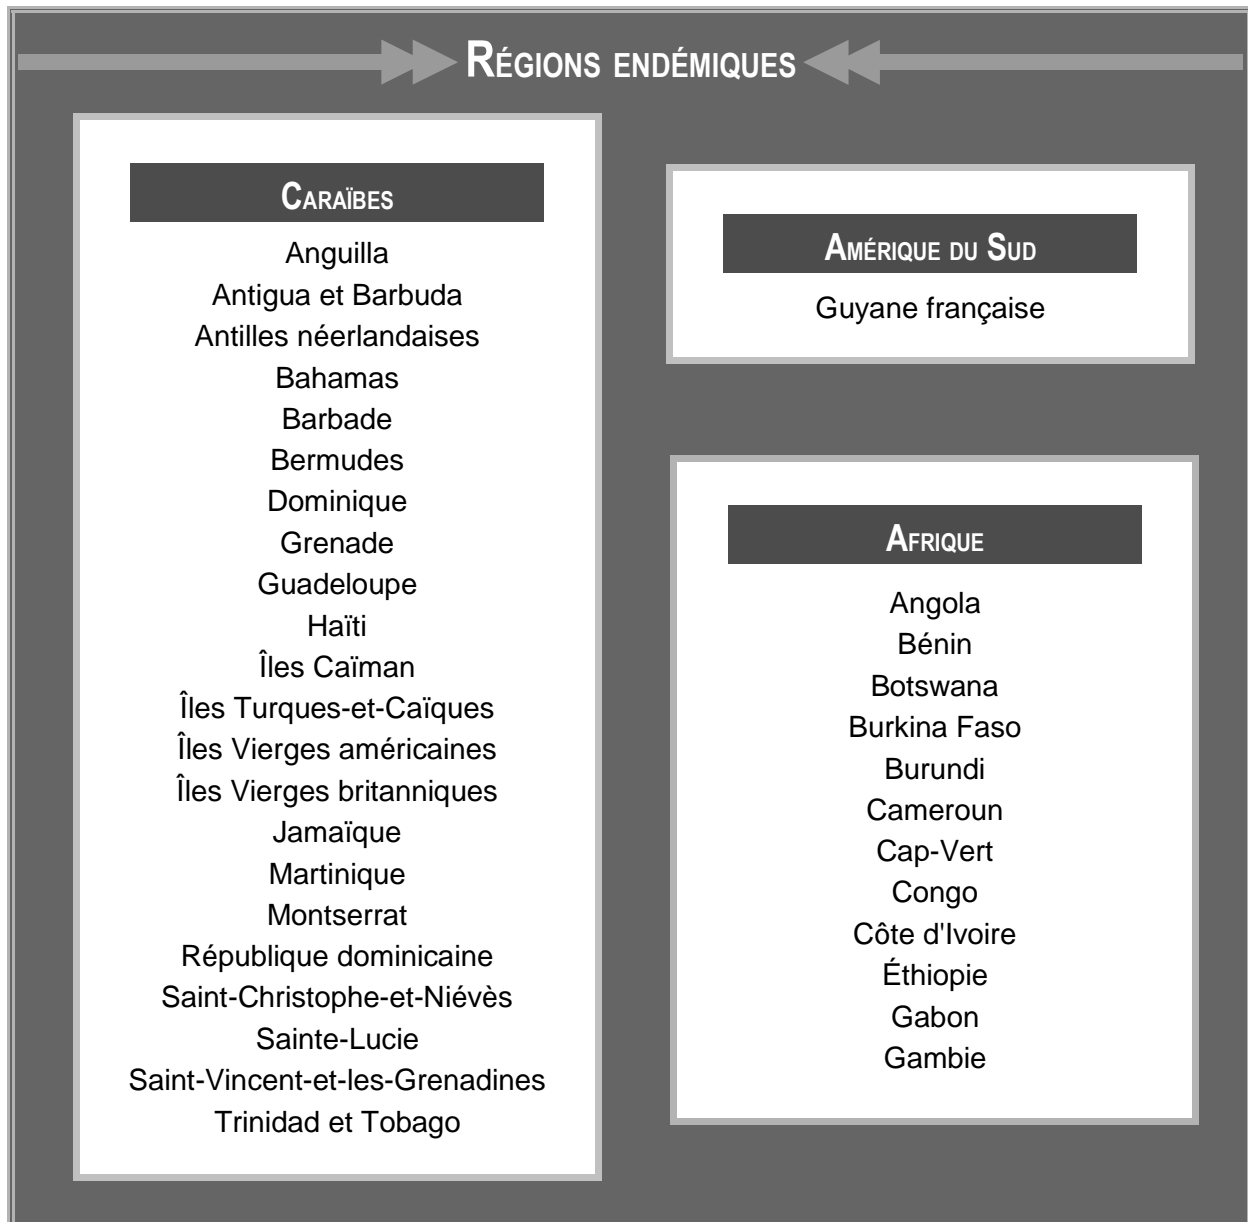 RÉGIONS ENDÉMIQUES
CARAÏBES
Anguilla
Antigua et Barbuda
Antilles néerlandaises
Bahamas
Barbade
Bermudes
Dominique
Grenade
Guadeloupe
Haïti
Îles Caïman
Îles Turques-et-Caïques
Îles Vierges américaines
Îles Vierges britanniques
Jamaïque
Martinique
Montserrat
République dominicaine
Saint-Christophe-et-Niévès
Sainte-Lucie
Saint-Vincent-et-les-Grenadines
Trinidad et Tobago
AMÉRIQUE DU SUD
Guyane française
AFRIQUE
Angola
Bénin
Botswana
Burkina Faso
Burundi
Cameroun
Cap-Vert
Congo
Côte d'Ivoire
Éthiopie
Gabon
Gambie